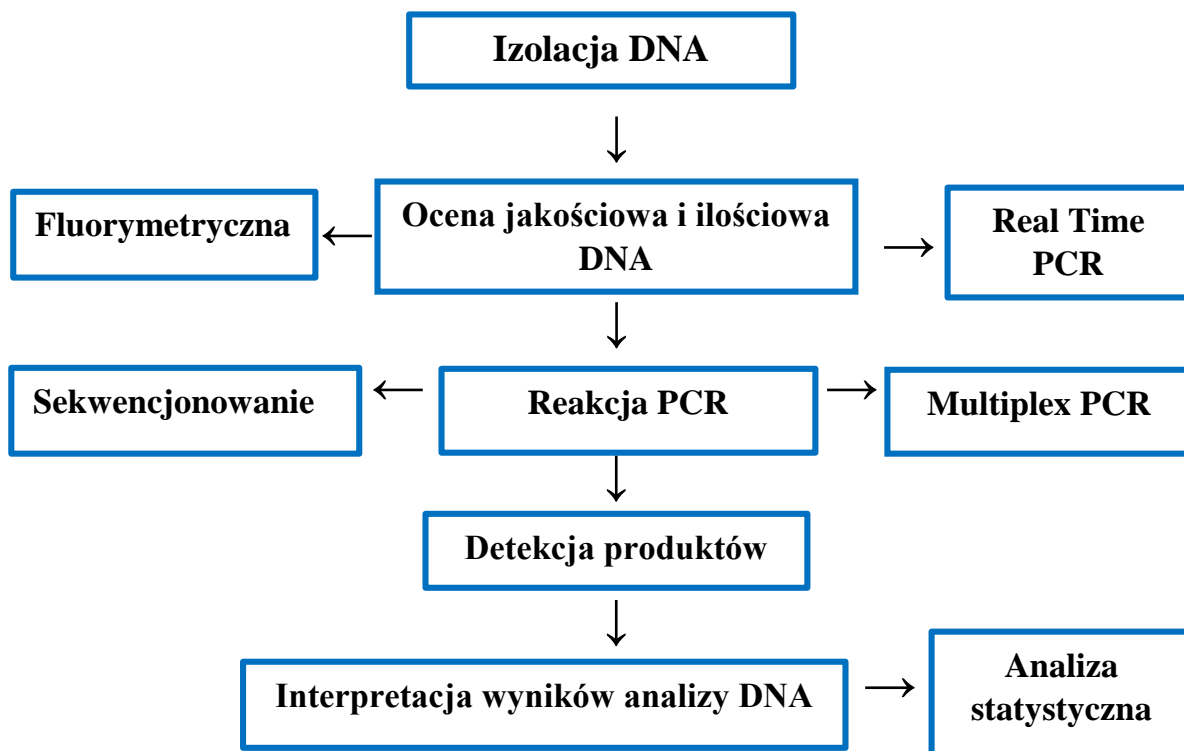 Izolacja DNA
Fluorymetryczna
Ocena jakościowa i ilościowa
DNA
Real Time
PCR
Sekwencjonowanie
Reakcja PCR
Multiplex PCR
Detekcja produktów
Interpretacja wyników analizy DNA
Analiza
statystyczna